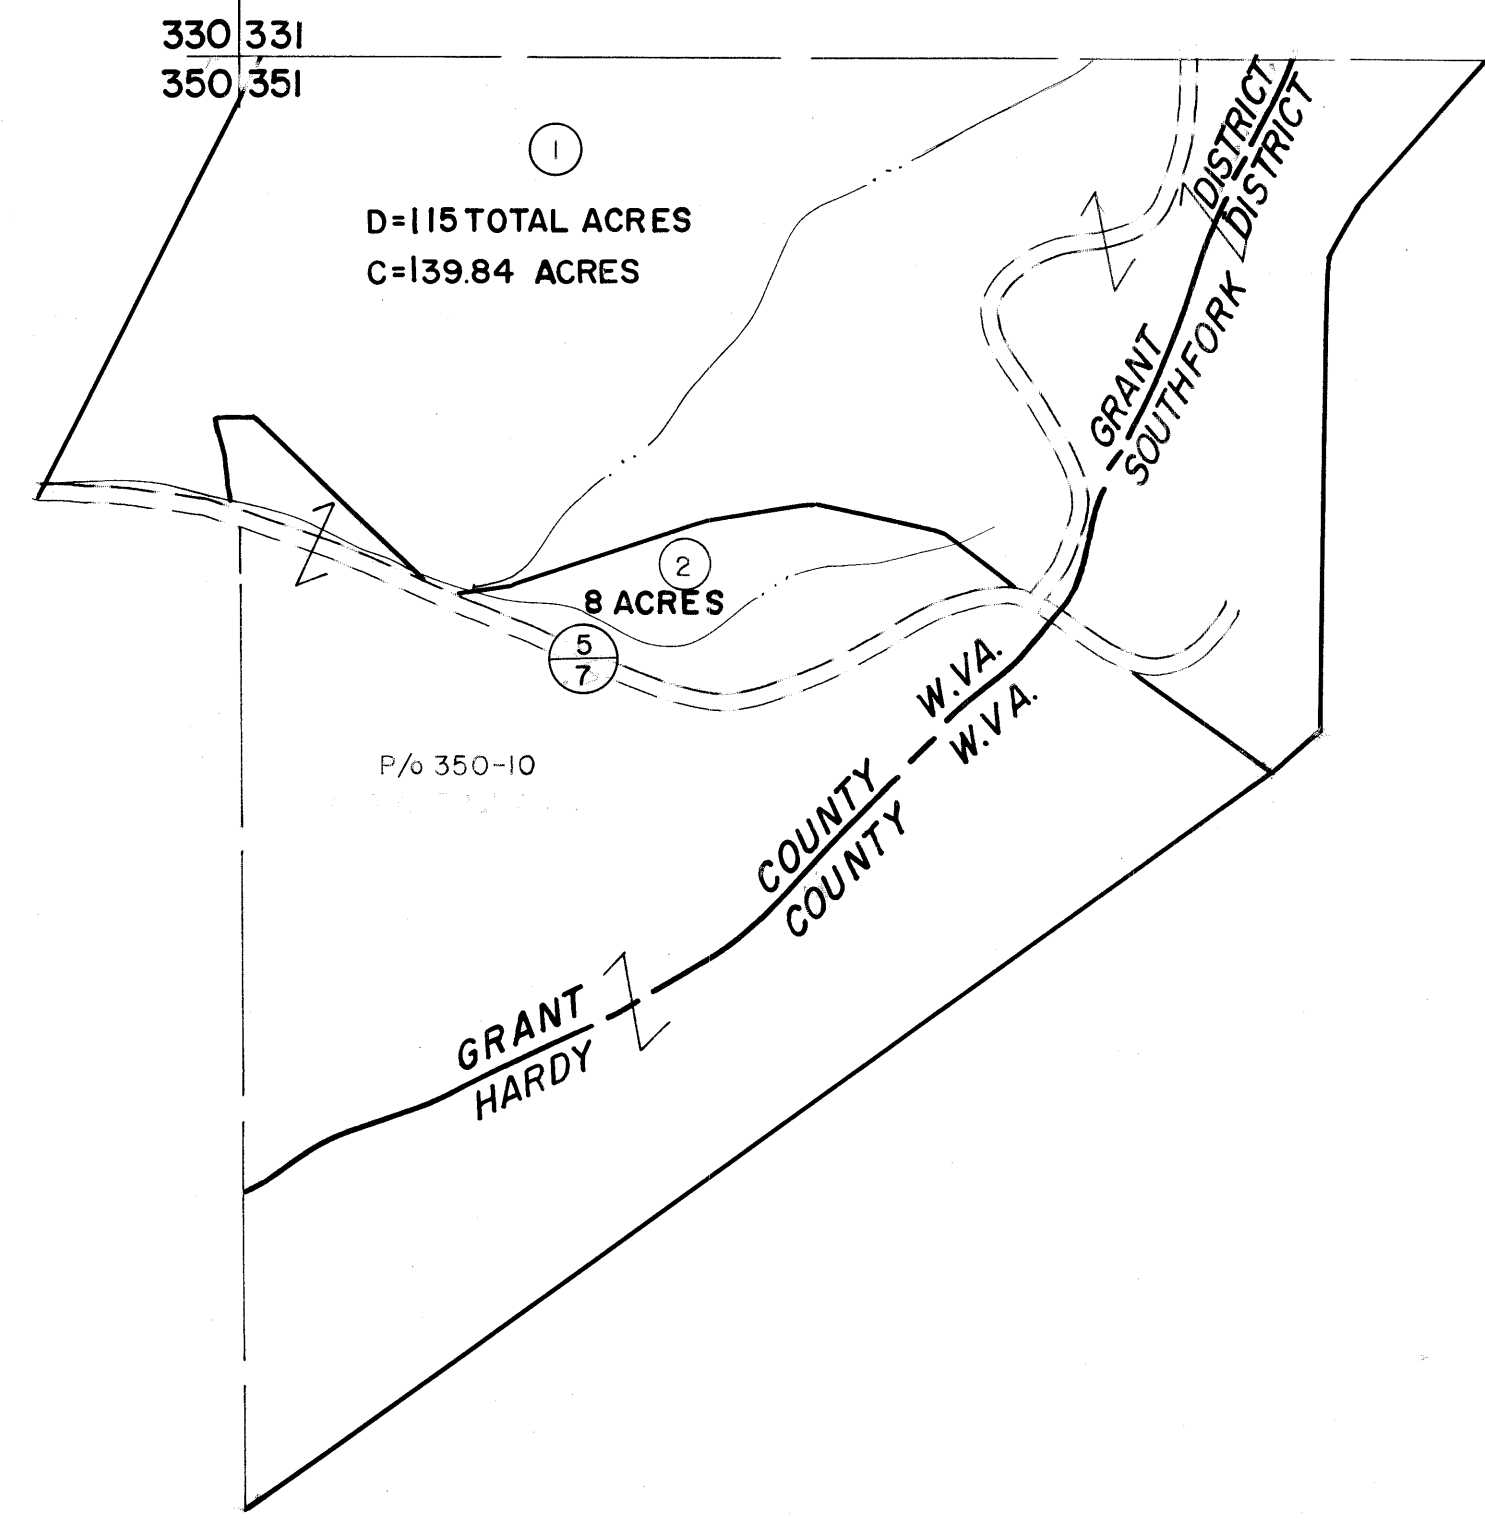 330 331
350 351
1
D=115 TOTAL ACRES
C=139.84 ACRES
GRANT DISTRICT
SOUTHFORK DISTRICT
2
8 ACRES
5
7
P/o 350-10
GRANT COUNTY W.VA.
HARDY COUNTY W.VA.